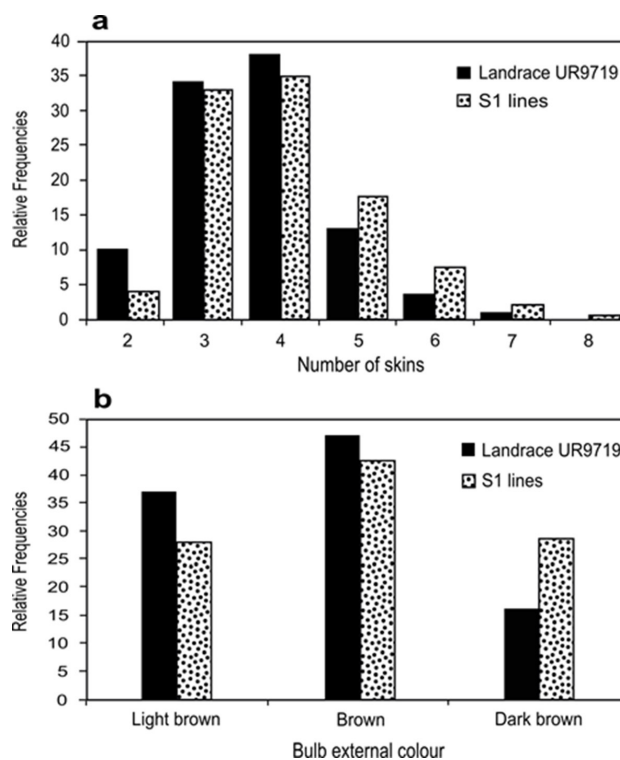 a
Relative Frequencies
40
35
30
25
20
15
10
5
0
Landrace UR9719
S1 lines
2 3 4 5 6 7 8
Number of skins
b
Relative Frequencies
50
45
40
35
30
25
20
15
10
5
0
Landrace UR9719
S1 lines
Light brown Brown Dark brown
Bulb external colour